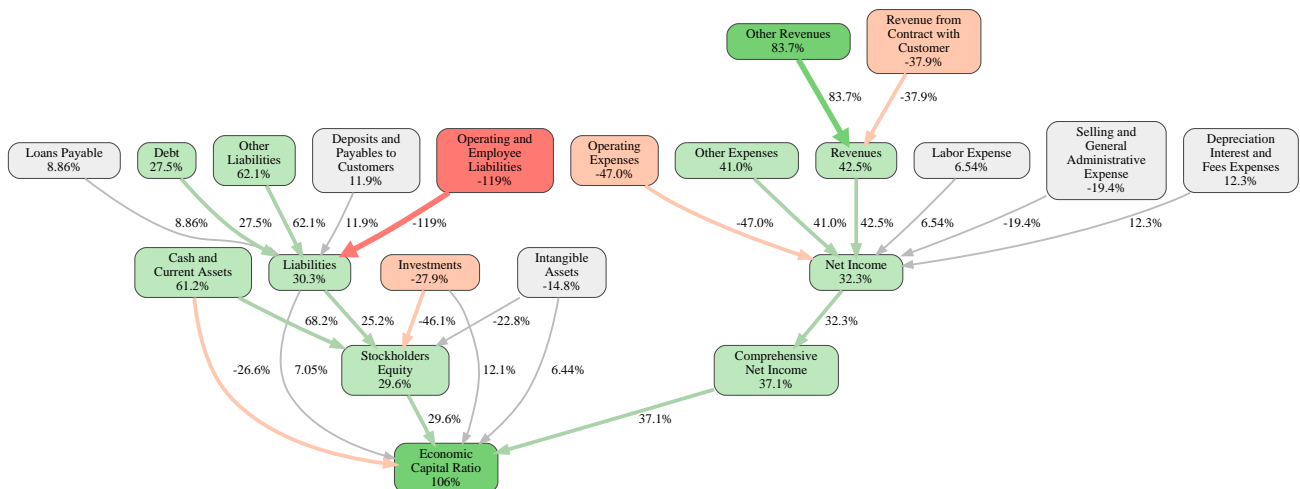 Other Revenues
83.7%
Revenue from
Contract with
Customer
-37.9%
83.7%
-37.9%
Loans Payable
8.86%
Debt
27.5%
Other
Liabilities
62.1%
Deposits and
Payables to
Customers
11.9%
Operating and
Employee
Liabilities
-119%
Operating
Expenses
-47.0%
Other Expenses
41.0%
Revenues
42.5%
Labor Expense
6.54%
Selling and
General
Administrative
Expense
-19.4%
Depreciation
Interest and
Fees Expenses
12.3%
8.86%
27.5%
62.1%
11.9%
-119%
-47.0%
41.0%
42.5%
6.54%
-19.4%
12.3%
Cash and
Current Assets
61.2%
Liabilities
30.3%
Investments
-27.9%
Intangible
Assets
-14.8%
Net Income
32.3%
68.2%
25.2%
-46.1%
-22.8%
32.3%
Stockholders
Equity
29.6%
Comprehensive
Net Income
37.1%
-26.6%
7.05%
12.1%
6.44%
29.6%
37.1%
Economic
Capital Ratio
106%